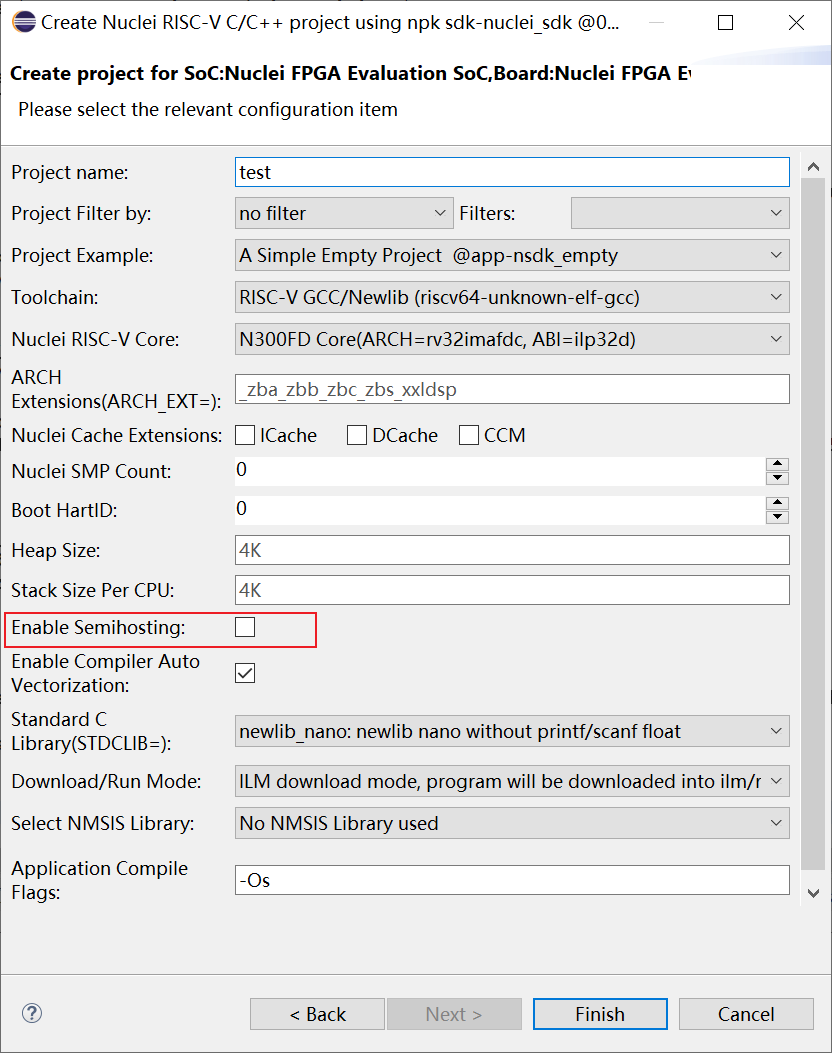 Create Nuclei RISC-V C/C++ project using npk sdk-nuclei_sdk @0...
Create project for SoC:Nuclei FPGA Evaluation SoC,Board:Nuclei FPGA Ev
Please select the relevant configuration item
Project name: test
Project Filter by: no filter Filters:
Project Example: A Simple Empty Project @app-nsdk_empty
Toolchain: RISC-V GCC/Newlib (riscv64-unknown-elf-gcc)
Nuclei RISC-V Core: N300FD Core(ARCH=rv32imafdc, ABI=ilp32d)
ARCH
Extensions(ARCH_EXT=): _zba_zbb_zbc_zbs_xxldsp
Nuclei Cache Extensions: ICache DCache CCM
Nuclei SMP Count: 0
Boot HartID: 0
Heap Size: 4K
Stack Size Per CPU: 4K
Enable Semihosting:
Enable Compiler Auto
Vectorization:
Standard C
Library(STDCLIB=): newlib_nano: newlib nano without printf/scanf float
Download/Run Mode: ILM download mode, program will be downloaded into ilm/r
Select NMSIS Library: No NMSIS Library used
Application Compile
Flags: -Os
< Back Next > Finish Cancel